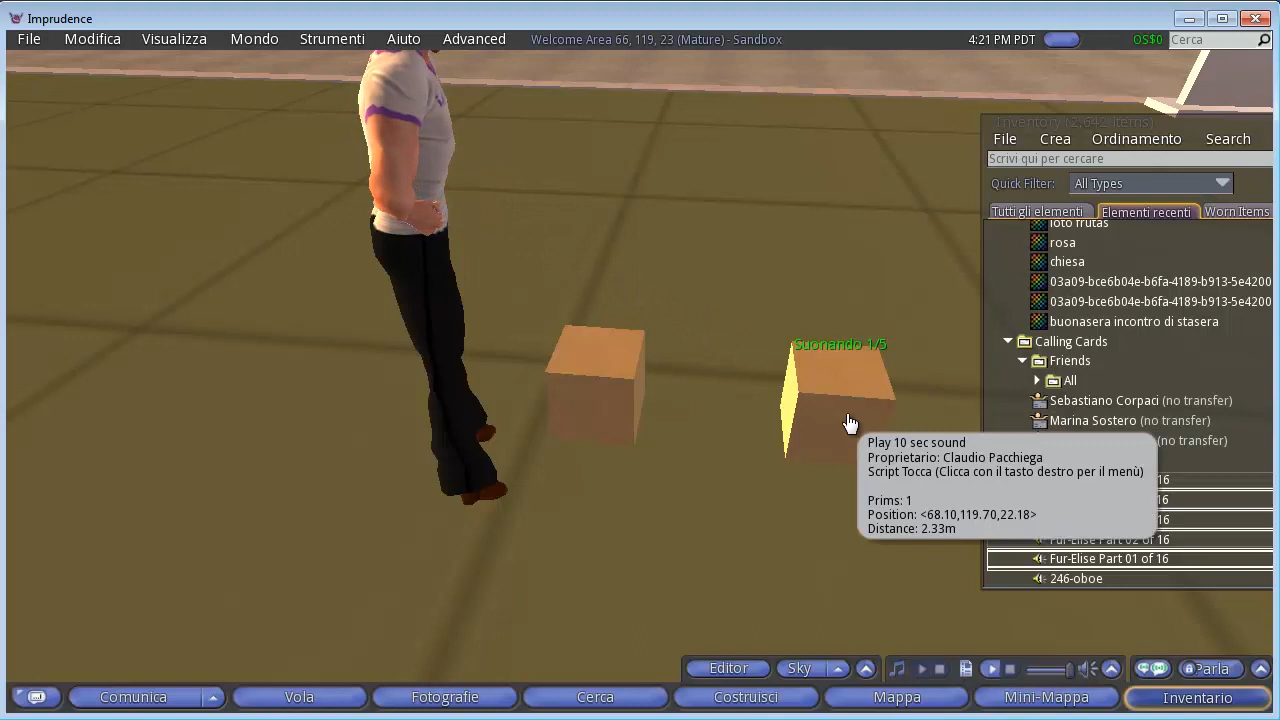 Imprudence
File Modifica Visualizza Mondo Strumenti Aiuto Advanced Welcome Area 66, 119, 23 (Mature) - Sandbox 4:21 PM PDT OS$0 Cerca
Inventory (2,642 items)
File Crea Ordinamento Search
Scrivi qui per cercare
Quick Filter: All Types
Tutti gli elementi Elementi recenti Worn Items
loto frutas
rosa
chiesa
03a09-bce6b04e-b6fa-4189-b913-5e4200
03a09-bce6b04e-b6fa-4189-b913-5e4200
buonasera incontro di stasera
Calling Cards
Friends
All
Sebastiano Corpaci (no transfer)
Marina Sostero (no transfer)
(no transfer)
16
16
16
Fur-Elise Part 02 of 16
Fur-Elise Part 01 of 16
246-oboe
Suonando 1/5
Play 10 sec sound
Proprietario: Claudio Pacchiega
Script Tocca (Clicca con il tasto destro per il menù)
Prims: 1
Position: <68.10,119.70,22.18>
Distance: 2.33m
Editor Sky Parla
Comunica Vola Fotografie Cerca Costruisci Mappa Mini-Mappa Inventario